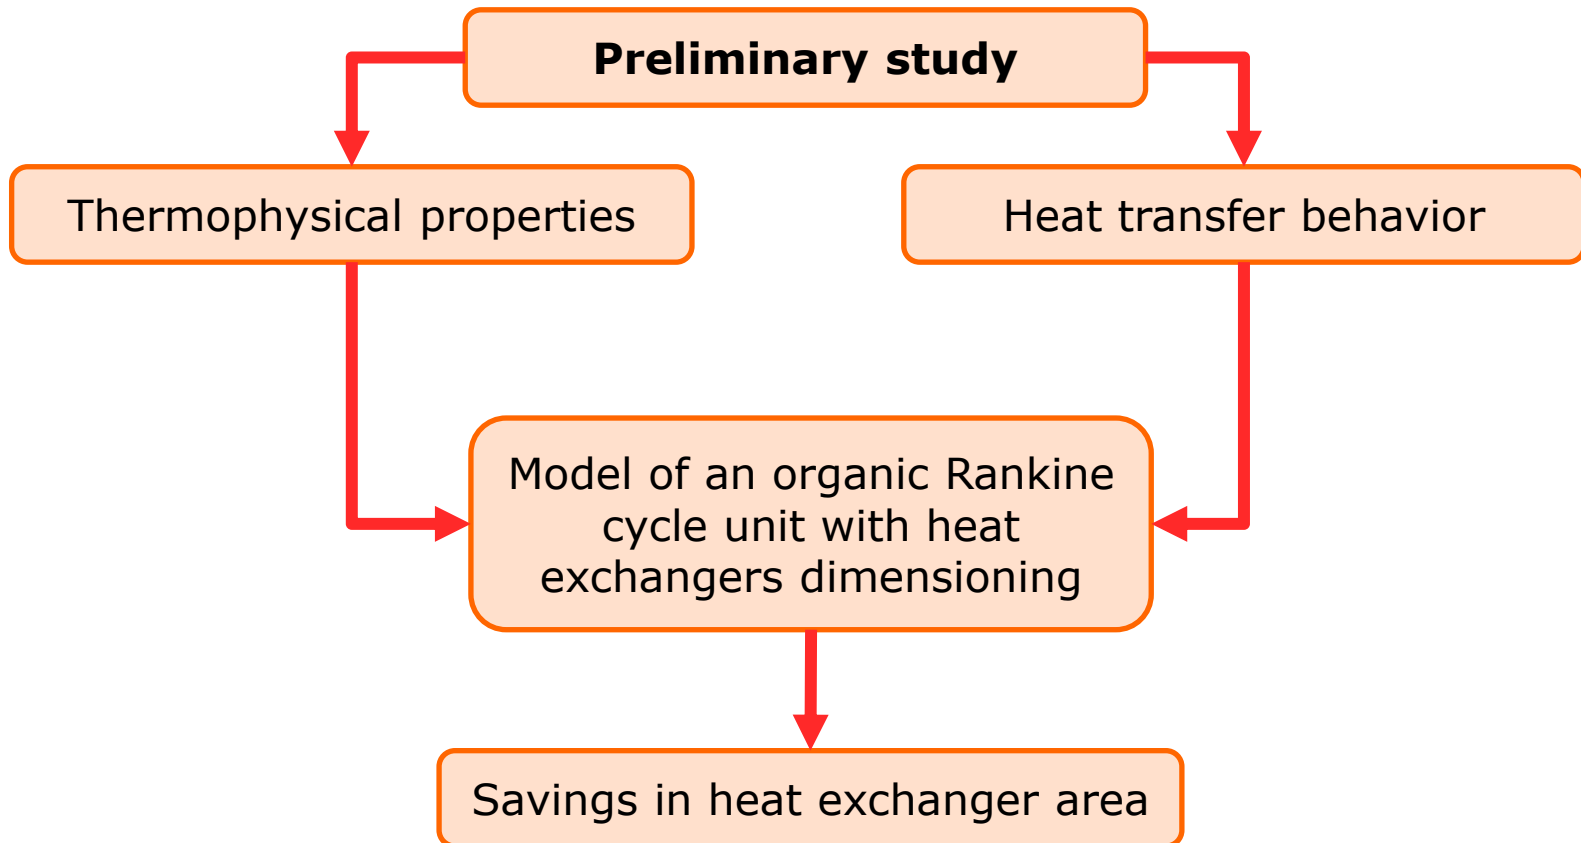 Preliminary study
Thermophysical properties
Heat transfer behavior
Model of an organic Rankine
cycle unit with heat
exchangers dimensioning
Savings in heat exchanger area